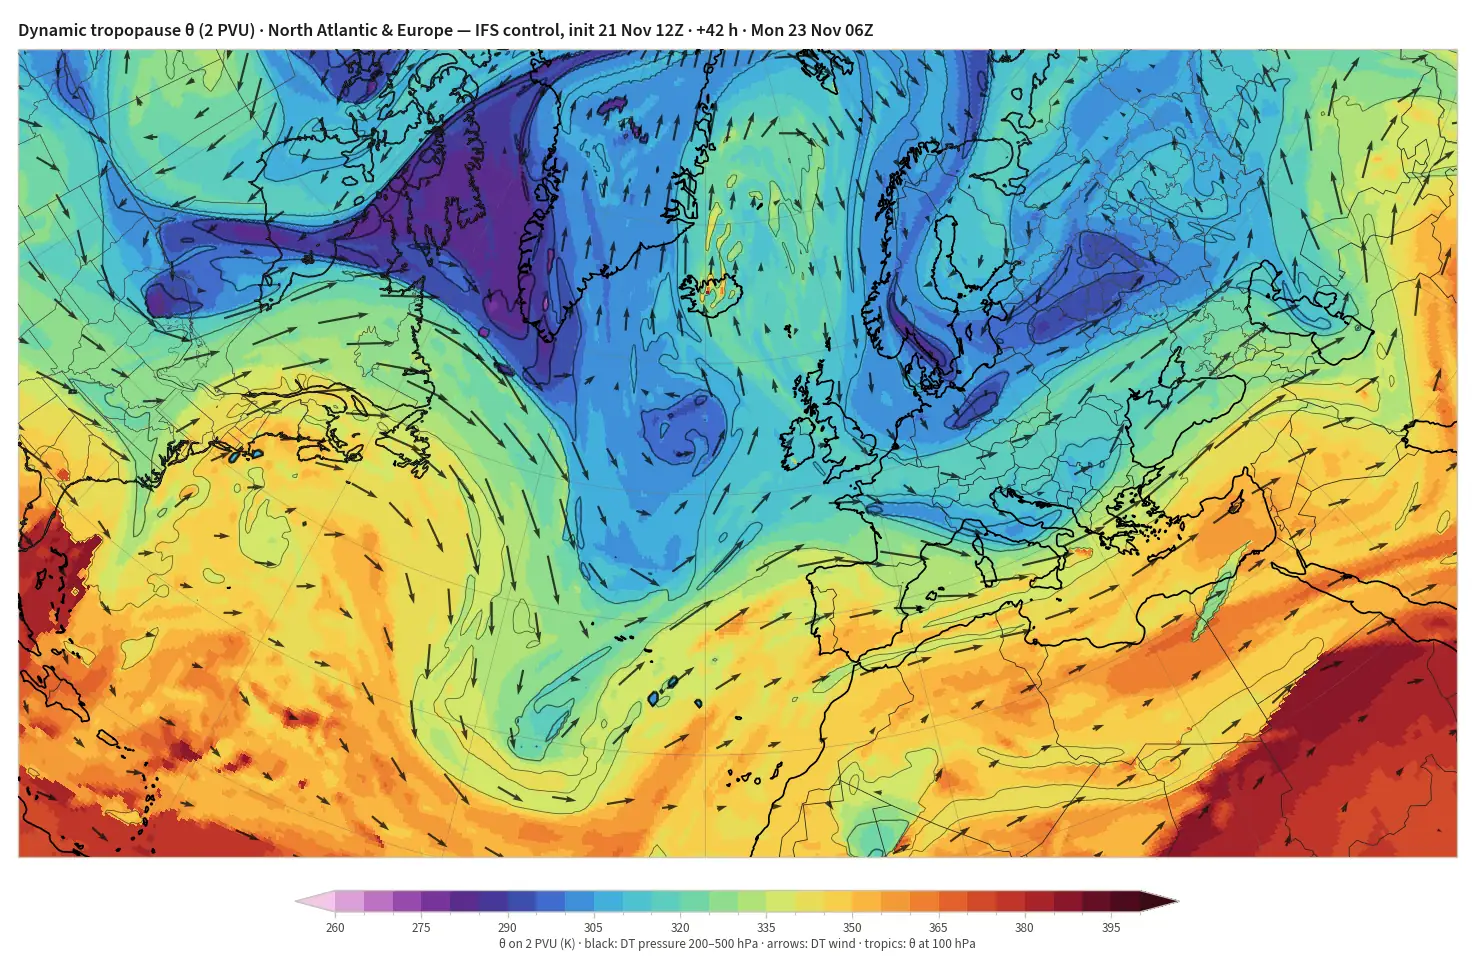 Dynamic tropopause θ (2 PVU) · North Atlantic & Europe — IFS control, init 21 Nov 12Z · +42 h · Mon 23 Nov 06Z
260 275 290 305 320 335 350 365 380 395
θ on 2 PVU (K) · black: DT pressure 200–500 hPa · arrows: DT wind · tropics: θ at 100 hPa